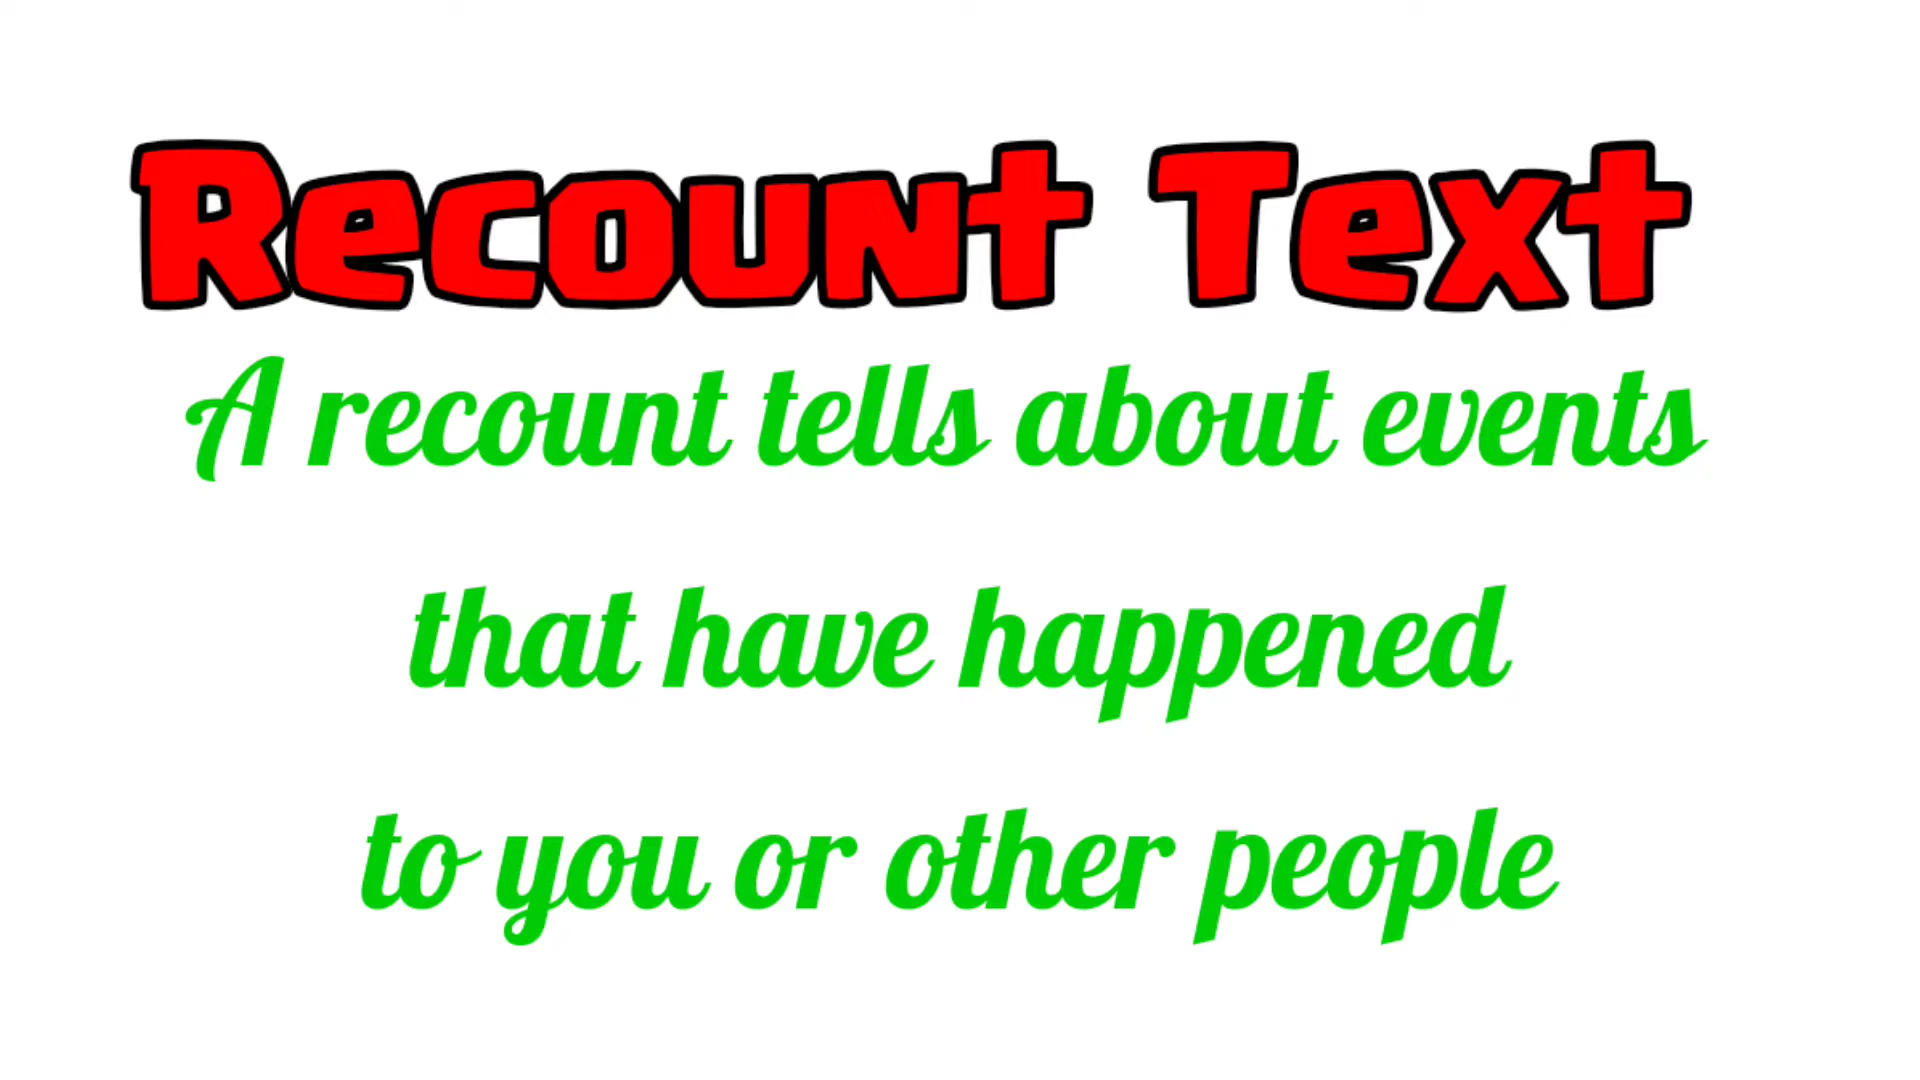 Recount Text
A recount tells about events
that have happened
to you or other people